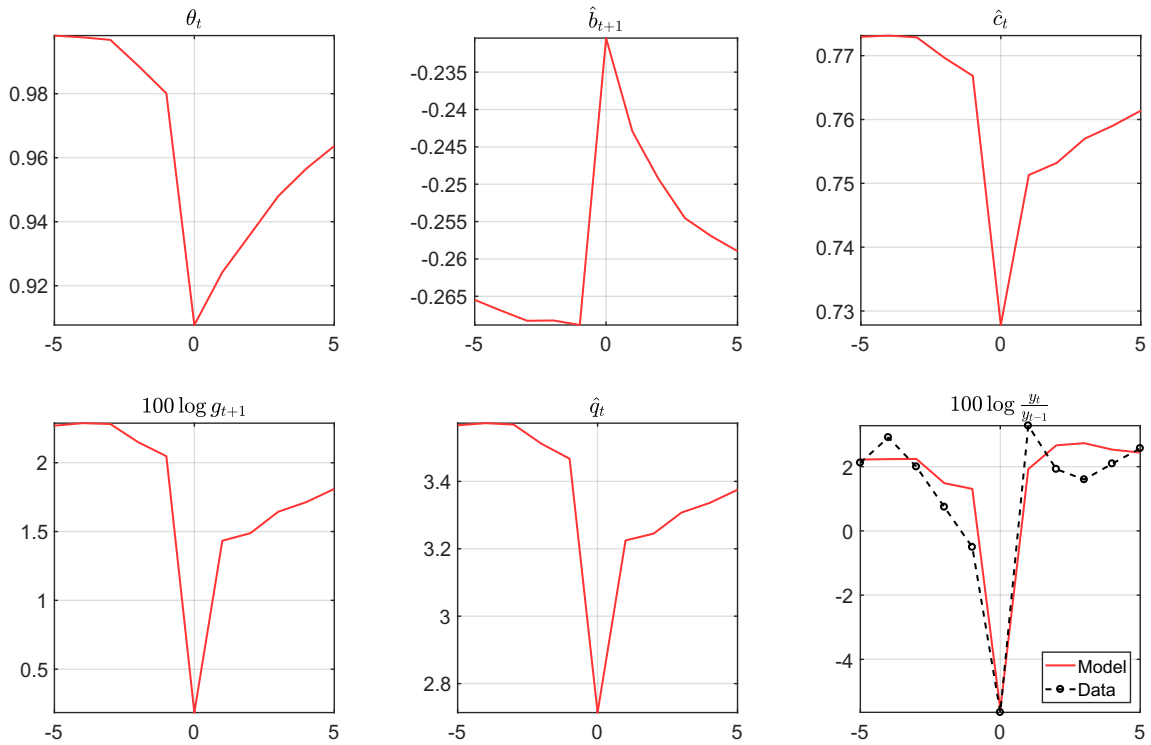 θ_t
0.98
0.96
0.94
0.92
-5 0 5
b̂_{t+1}
-0.235
-0.24
-0.245
-0.25
-0.255
-0.26
-0.265
-5 0 5
ĉ_t
0.77
0.76
0.75
0.74
0.73
-5 0 5
100 log g_{t+1}
2
1.5
1
0.5
-5 0 5
q̂_t
3.4
3.2
3
2.8
-5 0 5
100 log y_t/y_{t-1}
2
0
-2
-4
Model
Data
-5 0 5